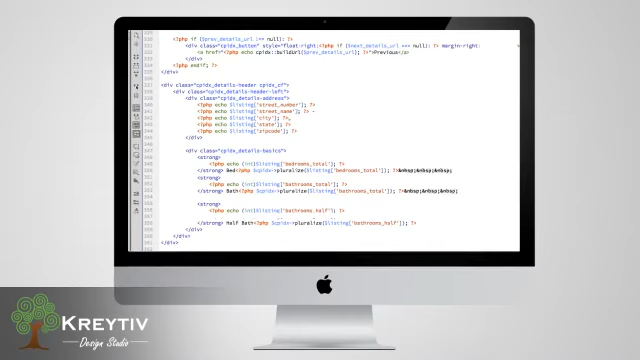 <?php if ($prev_details_url !== null): ?>
<div class="cpidx_button" style="float-right:<?php if ($next_details_url === null): ?> margin-right:
<a href="<?php echo $cpidx->buildUrl($prev_details_url); ?>">Previous</a>
</div>
<?php endif; ?>
</div>
<div class="cpidx_details-header cpidx_cf">
<div class="cpidx_details-header-left">
<div class="cpidx_details-address">
<?php echo $listing['street_number']; ?>
<?php echo $listing['street_name']; ?> -
<?php echo $listing['city']; ?>,
<?php echo $listing['state']; ?>
<?php echo $listing['zipcode']; ?>
</div>
<div class="cpidx_details-basics">
<strong>
<?php echo (int)$listing['bedrooms_total']; ?>
</strong> Bed<?php $cpidx->pluralize($listing['bedrooms_total']); ?>&nbsp;&nbsp;&nbsp;
<strong>
<?php echo (int)$listing['bathrooms_total']; ?>
</strong> Bath<?php $cpidx->pluralize($listing['bathrooms_total']); ?>&nbsp;&nbsp;&nbsp;
<strong>
<?php echo (int)$listing['bathrooms_half']; ?>
</strong> Half Bath<?php $cpidx->pluralize($listing['bathrooms_half']); ?>
</div>
</div>
</div>
KREYTIV
Design Studio